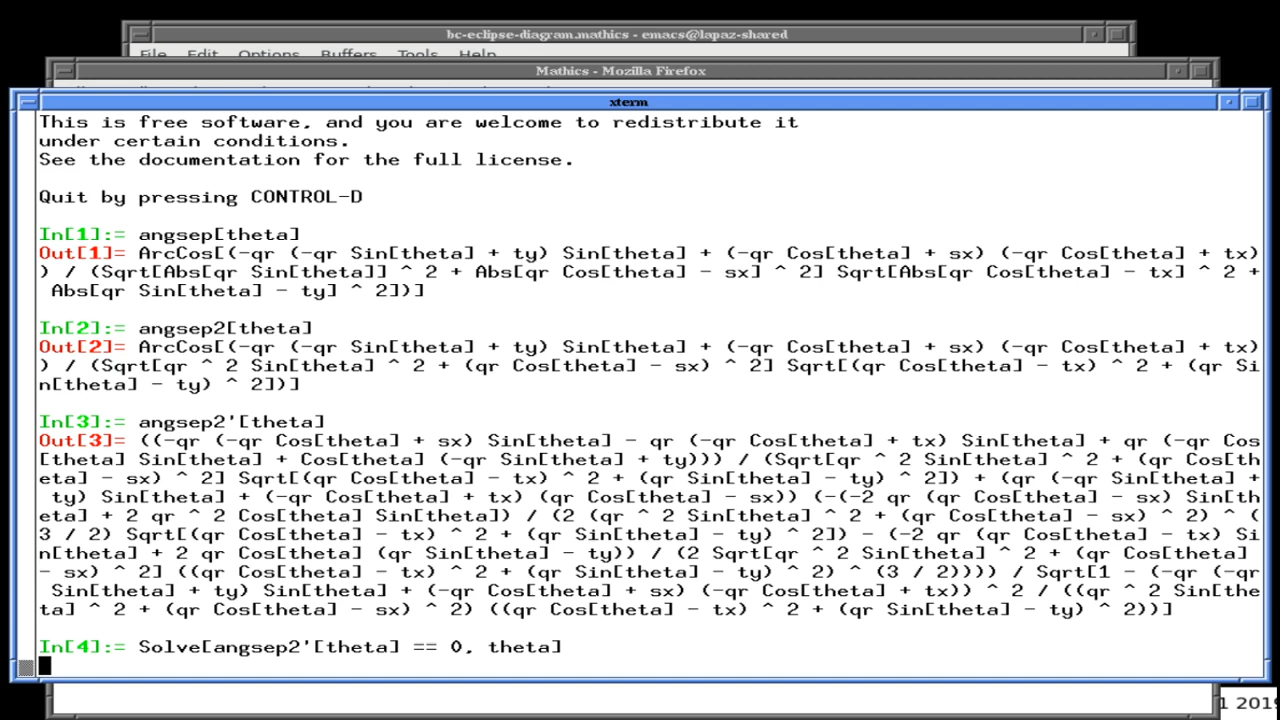 bc-eclipse-diagram.mathics - emacs@lapaz-shared
File Edit Options Buffers Tools Help
Mathics - Mozilla Firefox
xterm
This is free software, and you are welcome to redistribute it
under certain conditions.
See the documentation for the full license.
Quit by pressing CONTROL-D
In[1]:= angsep[theta]
Out[1]= ArcCos[(-qr (-qr Sin[theta] + ty) Sin[theta] + (-qr Cos[theta] + sx) (-qr Cos[theta] + tx)
) / (Sqrt[Abs[qr Sin[theta]] ^ 2 + Abs[qr Cos[theta] - sx] ^ 2] Sqrt[Abs[qr Cos[theta] - tx] ^ 2 +
Abs[qr Sin[theta] - ty] ^ 2])]
In[2]:= angsep2[theta]
Out[2]= ArcCos[(-qr (-qr Sin[theta] + ty) Sin[theta] + (-qr Cos[theta] + sx) (-qr Cos[theta] + tx)
) / (Sqrt[qr ^ 2 Sin[theta] ^ 2 + (qr Cos[theta] - sx) ^ 2] Sqrt[(qr Cos[theta] - tx) ^ 2 + (qr Si
n[theta] - ty) ^ 2])]
In[3]:= angsep2'[theta]
Out[3]= ((-qr (-qr Cos[theta] + sx) Sin[theta] - qr (-qr Cos[theta] + tx) Sin[theta] + qr (-qr Cos
[theta] Sin[theta] + Cos[theta] (-qr Sin[theta] + ty))) / (Sqrt[qr ^ 2 Sin[theta] ^ 2 + (qr Cos[th
eta] - sx) ^ 2] Sqrt[(qr Cos[theta] - tx) ^ 2 + (qr Sin[theta] - ty) ^ 2]) + (qr (-qr Sin[theta] +
ty) Sin[theta] + (-qr Cos[theta] + tx) (qr Cos[theta] - sx)) (-(-2 qr (qr Cos[theta] - sx) Sin[th
eta] + 2 qr ^ 2 Cos[theta] Sin[theta]) / (2 (qr ^ 2 Sin[theta] ^ 2 + (qr Cos[theta] - sx) ^ 2) ^ (
3 / 2) Sqrt[(qr Cos[theta] - tx) ^ 2 + (qr Sin[theta] - ty) ^ 2]) - (-2 qr (qr Cos[theta] - tx) Si
n[theta] + 2 qr Cos[theta] (qr Sin[theta] - ty)) / (2 Sqrt[qr ^ 2 Sin[theta] ^ 2 + (qr Cos[theta]
- sx) ^ 2] ((qr Cos[theta] - tx) ^ 2 + (qr Sin[theta] - ty) ^ 2) ^ (3 / 2)))) / Sqrt[1 - (-qr (-qr
Sin[theta] + ty) Sin[theta] + (-qr Cos[theta] + sx) (-qr Cos[theta] + tx)) ^ 2 / ((qr ^ 2 Sin[the
ta] ^ 2 + (qr Cos[theta] - sx) ^ 2) ((qr Cos[theta] - tx) ^ 2 + (qr Sin[theta] - ty) ^ 2))]
In[4]:= Solve[angsep2'[theta] == 0, theta]